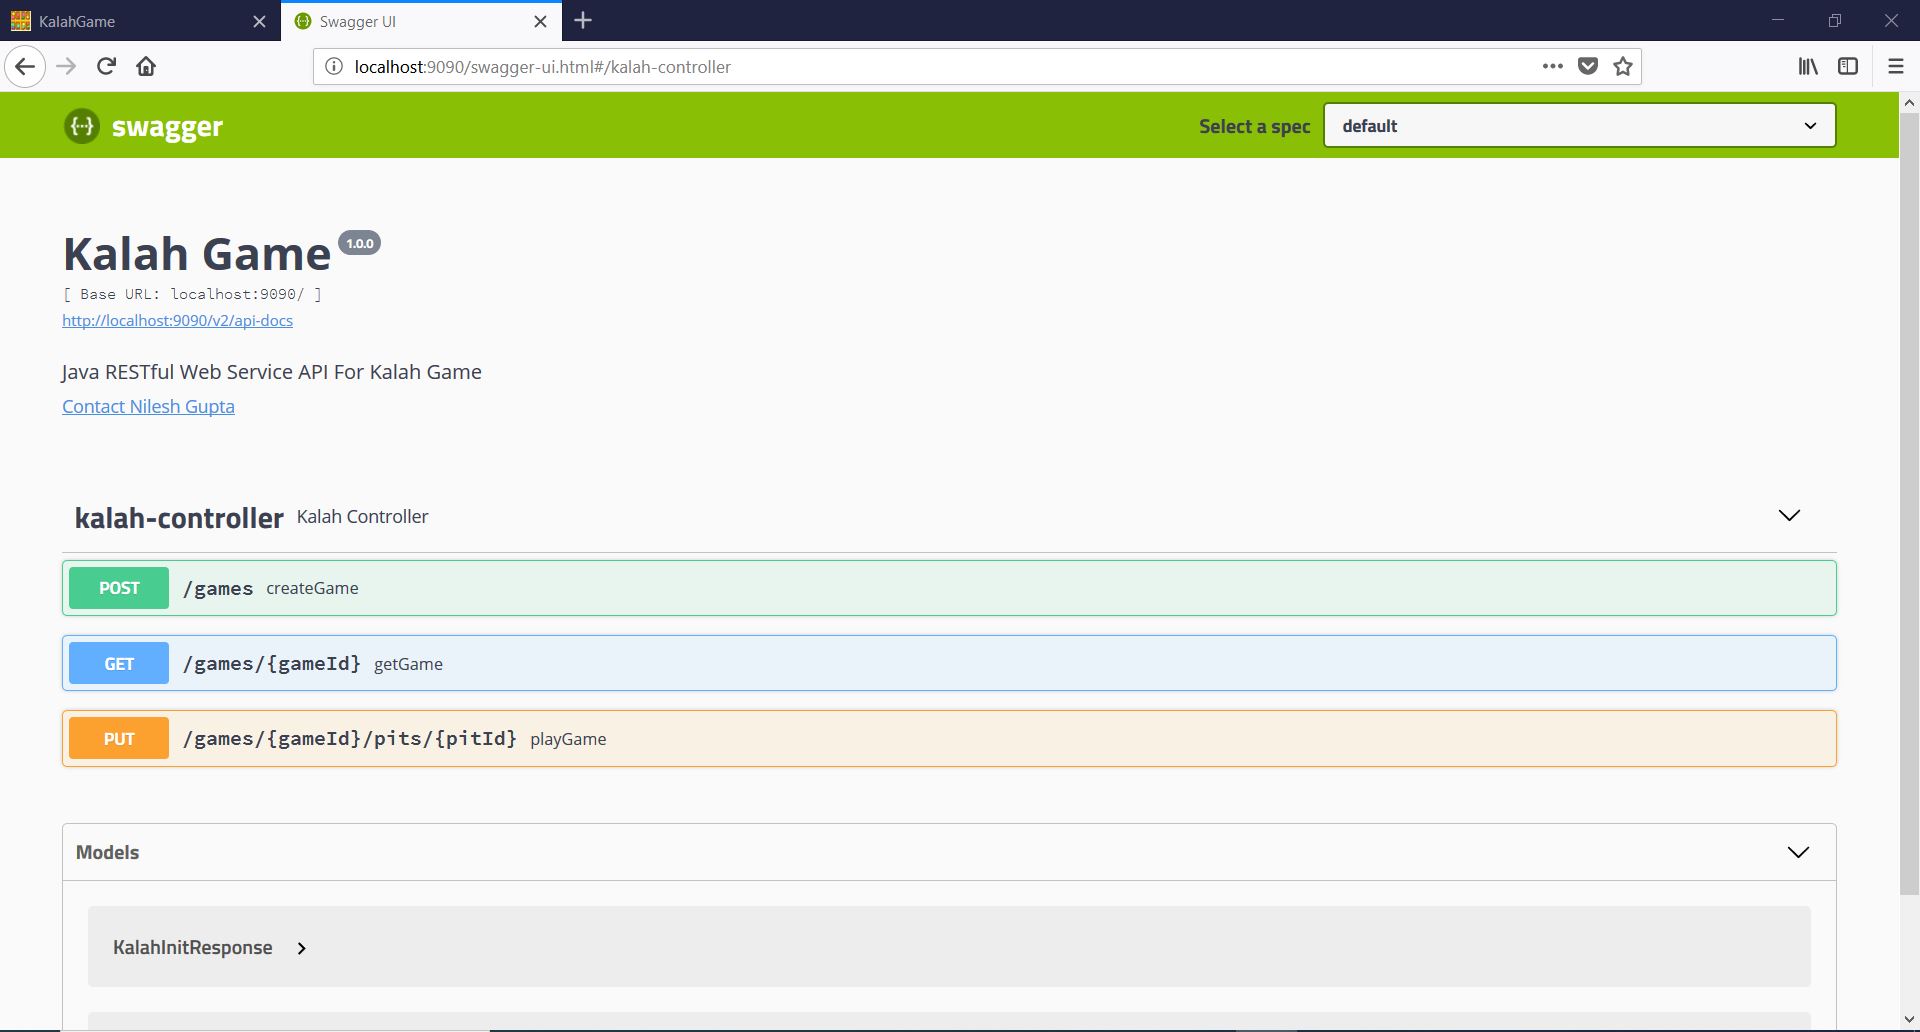 KalahGame
Swagger UI
localhost:9090/swagger-ui.html#/kalah-controller
{···} swagger
Select a spec
default
Kalah Game 1.0.0
[ Base URL: localhost:9090/ ]
http://localhost:9090/v2/api-docs
Java RESTful Web Service API For Kalah Game
Contact Nilesh Gupta
kalah-controller Kalah Controller
POST /games createGame
GET /games/{gameId} getGame
PUT /games/{gameId}/pits/{pitId} playGame
Models
KalahInitResponse